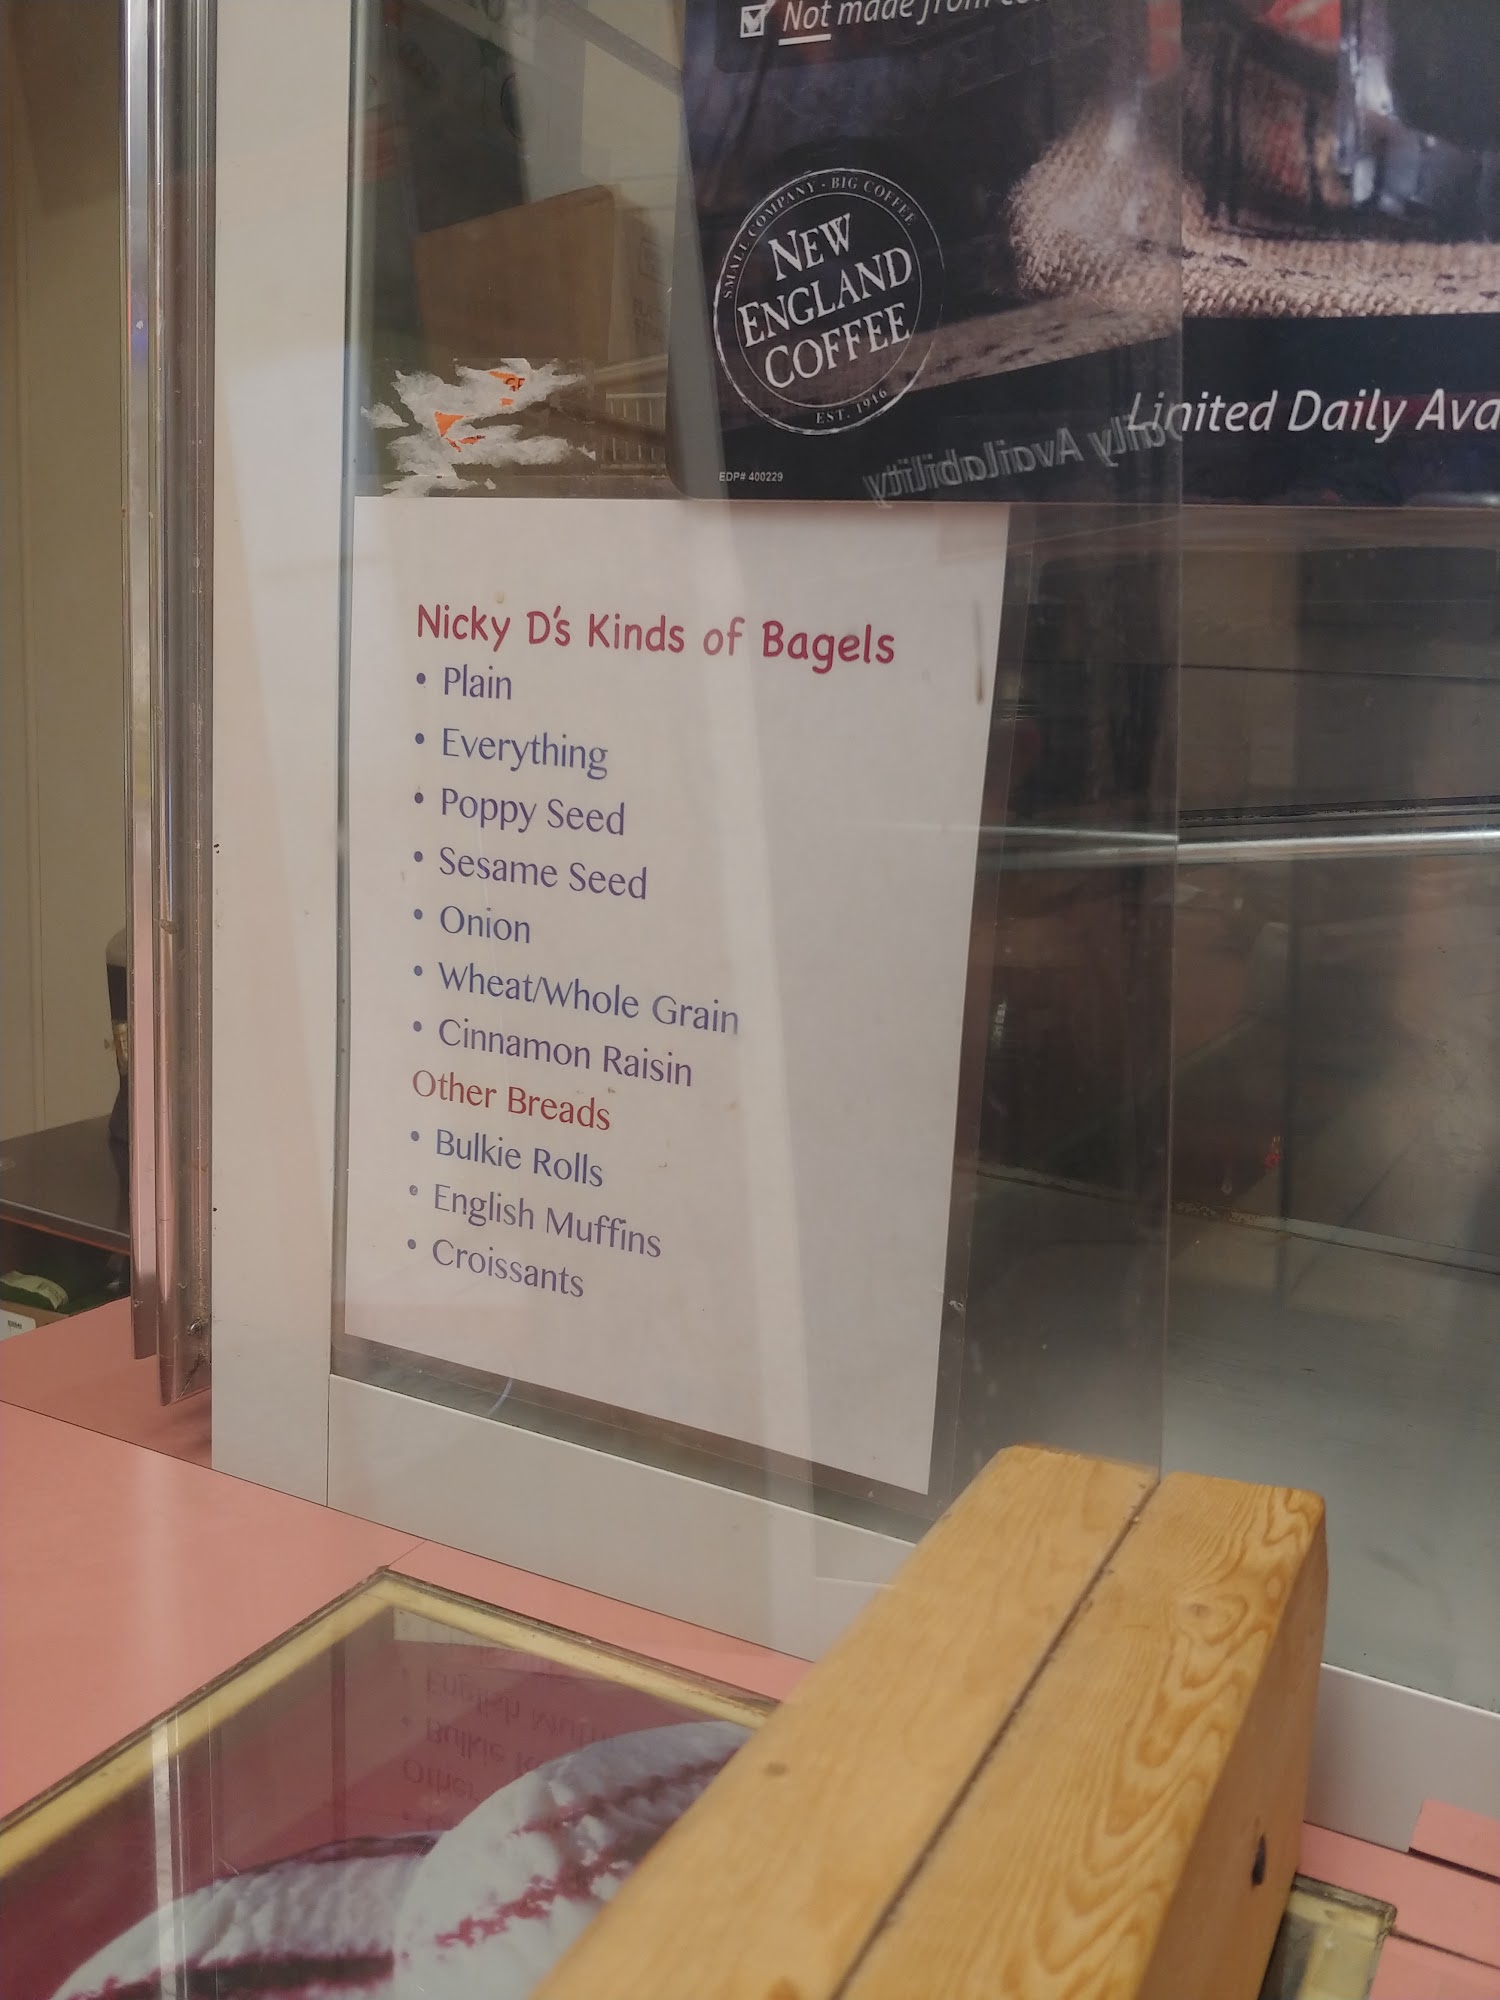 Not made from
SMALL COMPANY · BIG COFFEE
NEW
ENGLAND
COFFEE
EST. 1916
EDP# 400229
Limited Daily
Daily Availability
Nicky D's Kinds of Bagels
• Plain
• Everything
• Poppy Seed
• Sesame Seed
• Onion
• Wheat/Whole Grain
• Cinnamon Raisin
Other Breads
• Bulkie Rolls
• English Muffins
• Croissants